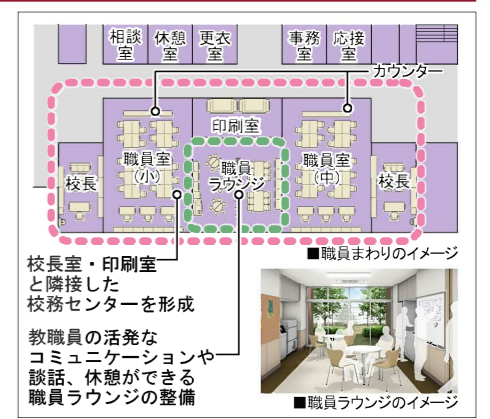 相談室
休憩室
更衣室
事務室
応接室
カウンター
印刷室
職員室
(小)
職員
ラウンジ
職員室
(中)
校長
校長
■職員まわりのイメージ
校長室・印刷室
と隣接した
校務センターを形成
教職員の活発な
コミュニケーションや
談話、休憩ができる
職員ラウンジの整備
■職員ラウンジのイメージ